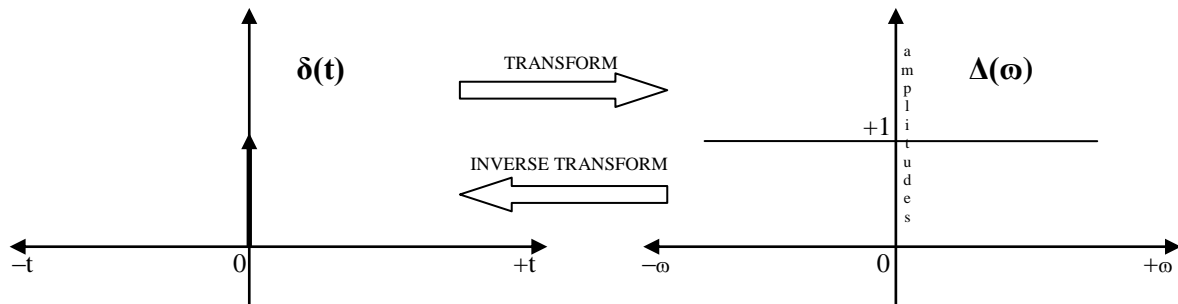 δ(t)
TRANSFORM
INVERSE TRANSFORM
−t
0
+t
amplitudes
Δ(ω)
+1
−ω
0
+ω